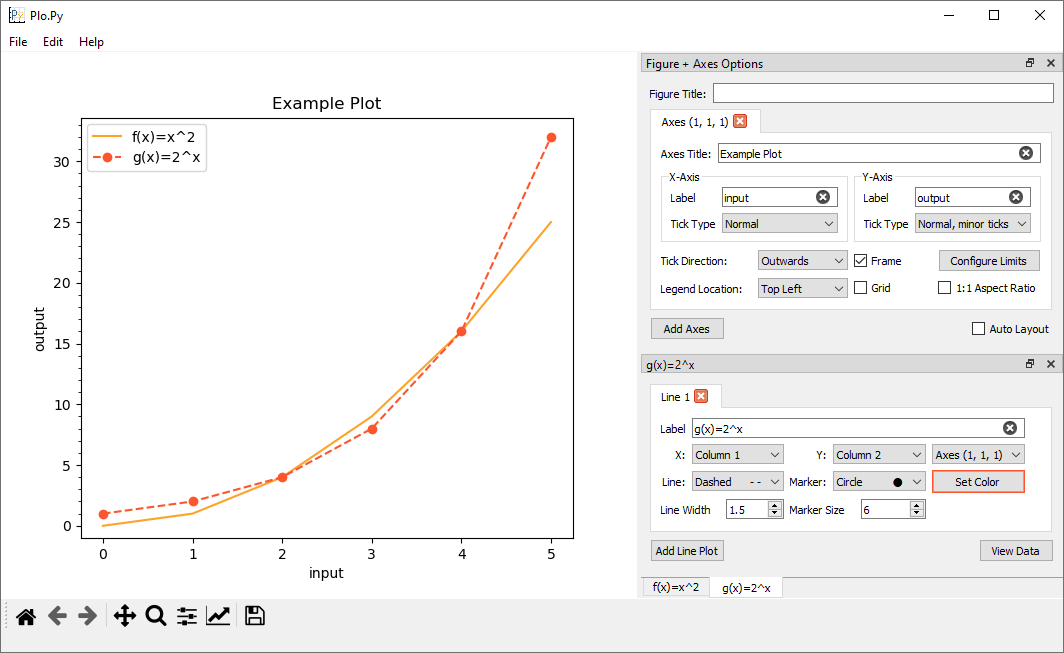 Plo.Py
File Edit Help
Example Plot
f(x)=x^2
g(x)=2^x
30
25
20
15
10
5
0
output
0 1 2 3 4 5
input
Figure + Axes Options
Figure Title:
Axes (1, 1, 1)
Axes Title: Example Plot
X-Axis
Label input
Tick Type Normal
Y-Axis
Label output
Tick Type Normal, minor ticks
Tick Direction: Outwards Frame Configure Limits
Legend Location: Top Left Grid 1:1 Aspect Ratio
Add Axes Auto Layout
g(x)=2^x
Line 1
Label g(x)=2^x
X: Column 1 Y: Column 2 Axes (1, 1, 1)
Line: Dashed - - Marker: Circle Set Color
Line Width 1.5 Marker Size 6
Add Line Plot View Data
f(x)=x^2 g(x)=2^x